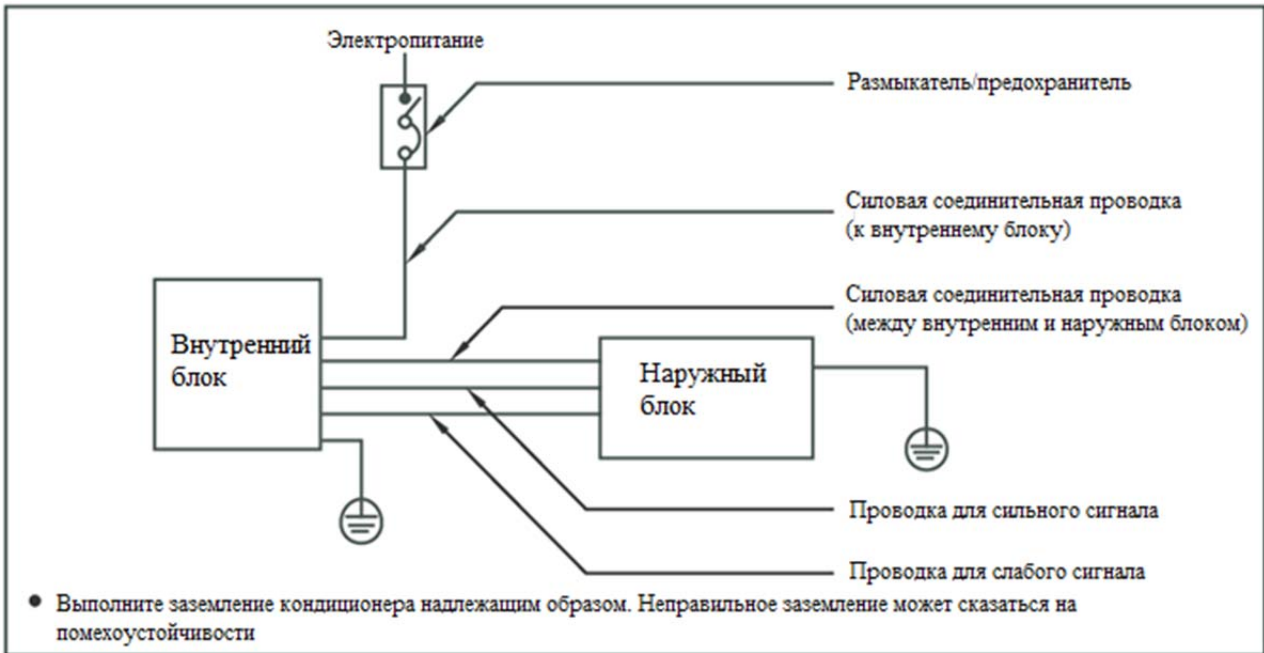 Электропитание
Размыкатель/предохранитель
Силовая соединительная проводка
(к внутреннему блоку)
Силовая соединительная проводка
(между внутренним и наружным блоком)
Внутренний
блок
Наружный
блок
Проводка для сильного сигнала
Проводка для слабого сигнала
● Выполните заземление кондиционера надлежащим образом. Неправильное заземление может сказаться на
помехоустойчивости